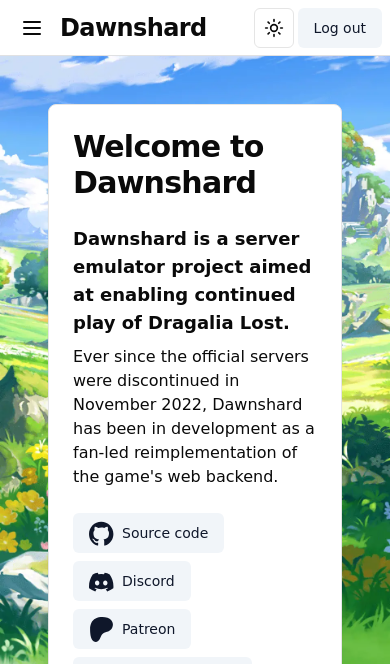 Dawnshard
Log out
Welcome to
Dawnshard
Dawnshard is a server
emulator project aimed
at enabling continued
play of Dragalia Lost.
Ever since the official servers
were discontinued in
November 2022, Dawnshard
has been in development as a
fan-led reimplementation of
the game's web backend.
Source code
Discord
Patreon